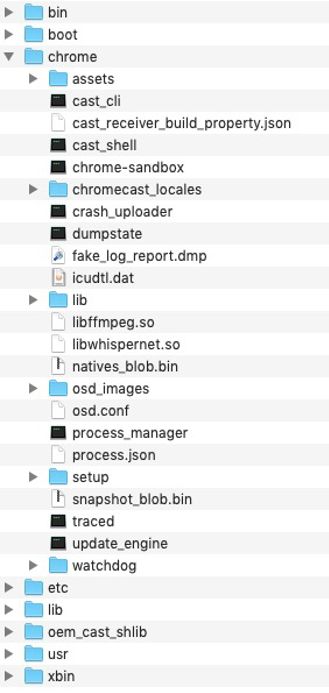 bin
boot
chrome
assets
cast_cli
cast_receiver_build_property.json
cast_shell
chrome-sandbox
chromecast_locales
crash_uploader
dumpstate
fake_log_report.dmp
icudtl.dat
lib
libffmpeg.so
libwhispernet.so
natives_blob.bin
osd_images
osd.conf
process_manager
process.json
setup
snapshot_blob.bin
traced
update_engine
watchdog
etc
lib
oem_cast_shlib
usr
xbin